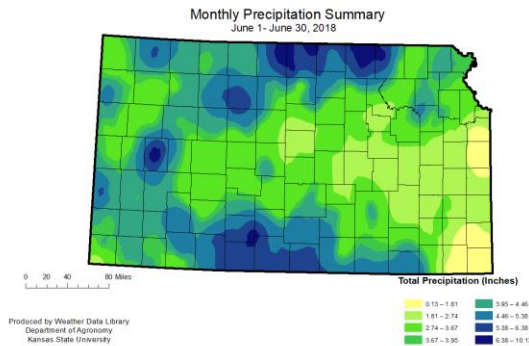 Monthly Precipitation Summary
June 1- June 30, 2018
0 20 40 80 Miles
Produced by Weather Data Library
Department of Agronomy
Kansas State University
Total Precipitation (Inches)
0.13 – 1.81
1.81 – 2.74
2.74 – 3.67
3.67 – 3.95
3.95 – 4.46
4.46 – 5.38
5.38 – 6.38